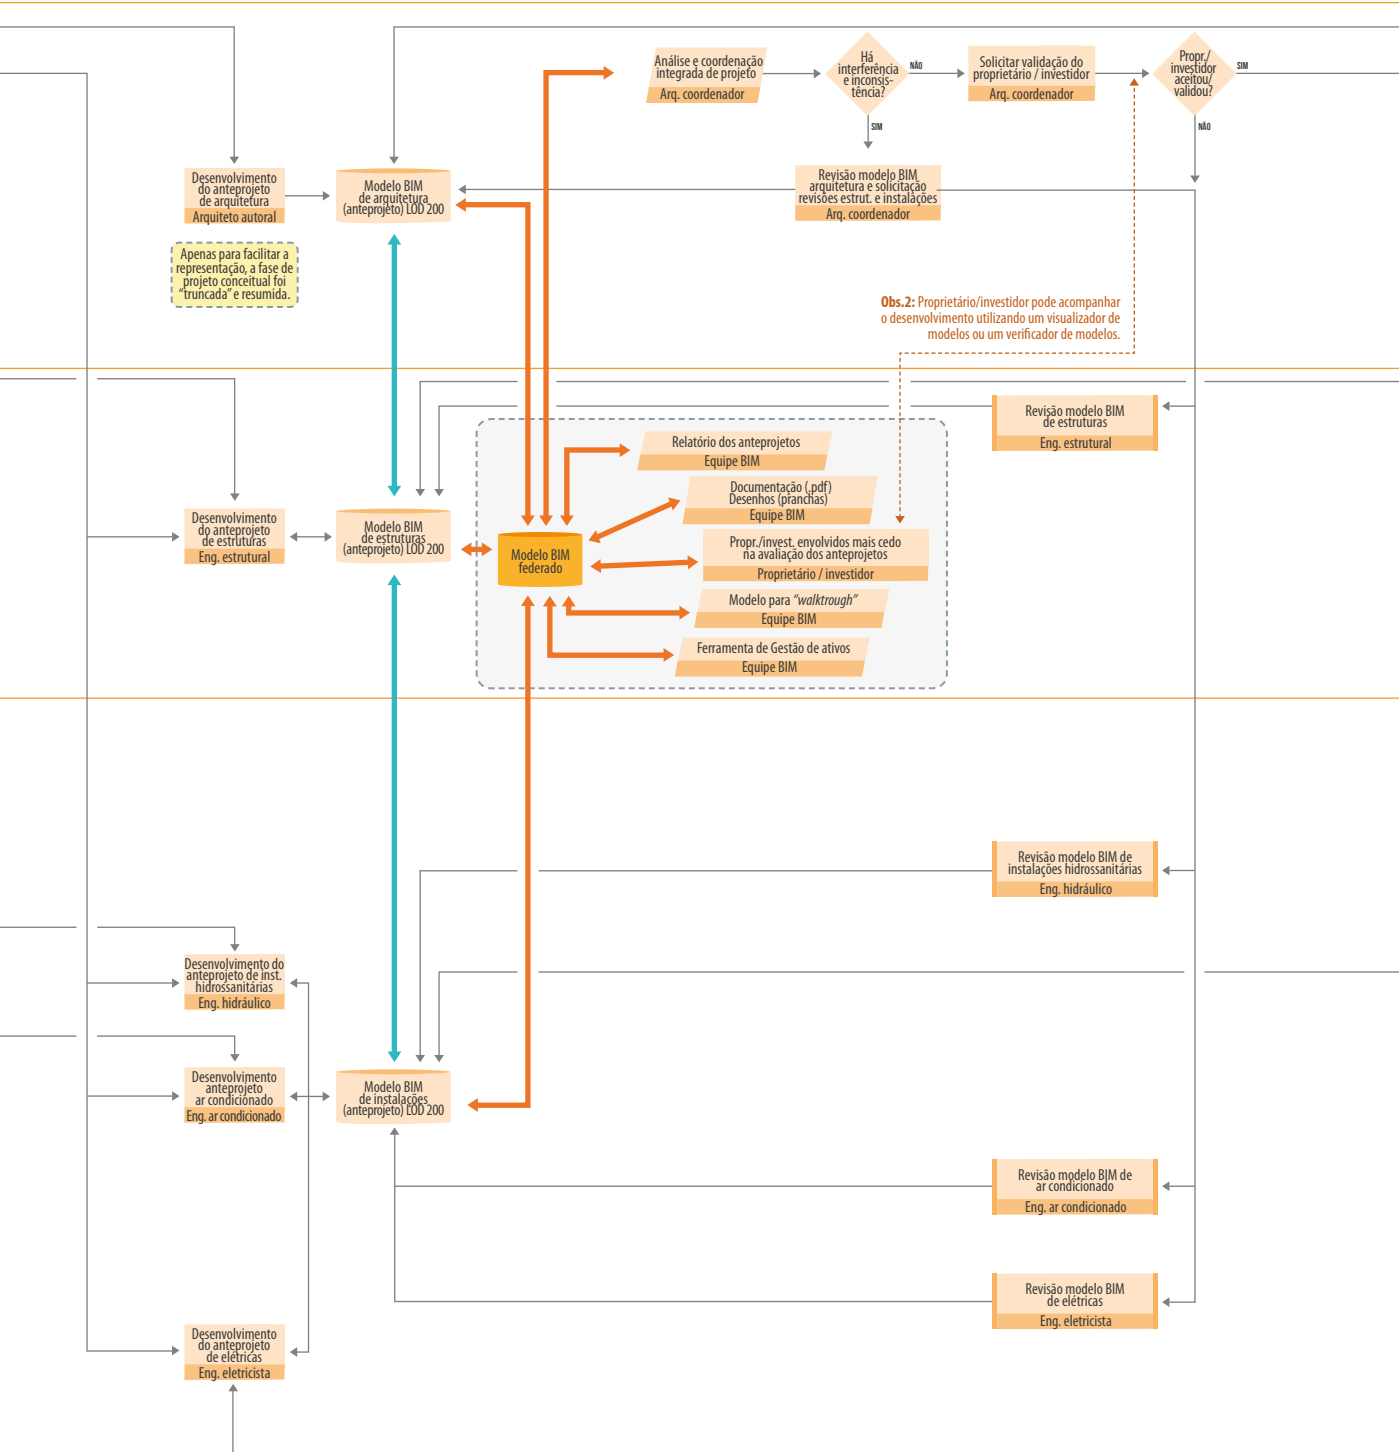 Análise e coordenação
integrada de projeto
Arq. coordenador
Há
interferência
e inconsis-
tência?
NÃO
SIM
Solicitar validação do
proprietário / investidor
Arq. coordenador
Propr./
investidor
aceitou/
validou?
SIM
NÃO
Desenvolvimento
do anteprojeto
de arquitetura
Arquiteto autoral
Modelo BIM
de arquitetura
(anteprojeto) LOD 200
Revisão modelo BIM
arquitetura e solicitação
revisões estrut. e instalações
Arq. coordenador
Apenas para facilitar a
representação, a fase de
projeto conceitual foi
“truncada” e resumida.
Obs.2: Proprietário/investidor pode acompanhar
o desenvolvimento utilizando um visualizador de
modelos ou um verificador de modelos.
Revisão modelo BIM
de estruturas
Eng. estrutural
Relatório dos anteprojetos
Equipe BIM
Documentação (.pdf)
Desenhos (pranchas)
Equipe BIM
Desenvolvimento
do anteprojeto
de estruturas
Eng. estrutural
Modelo BIM
de estruturas
(anteprojeto) LOD 200
Modelo BIM
federado
Propr./invest. envolvidos mais cedo
na avaliação dos anteprojetos
Proprietário / investidor
Modelo para “walktrough”
Equipe BIM
Ferramenta de Gestão de ativos
Equipe BIM
Revisão modelo BIM de
instalações hidrossanitárias
Eng. hidráulico
Desenvolvimento do
anteprojeto de inst.
hidrossanitárias
Eng. hidráulico
Desenvolvimento
anteprojeto
ar condicionado
Eng. ar condicionado
Modelo BIM
de instalações
(anteprojeto) LOD 200
Revisão modelo BIM de
ar condicionado
Eng. ar condicionado
Revisão modelo BIM
de elétricas
Eng. eletricista
Desenvolvimento
do anteprojeto
de elétricas
Eng. eletricista